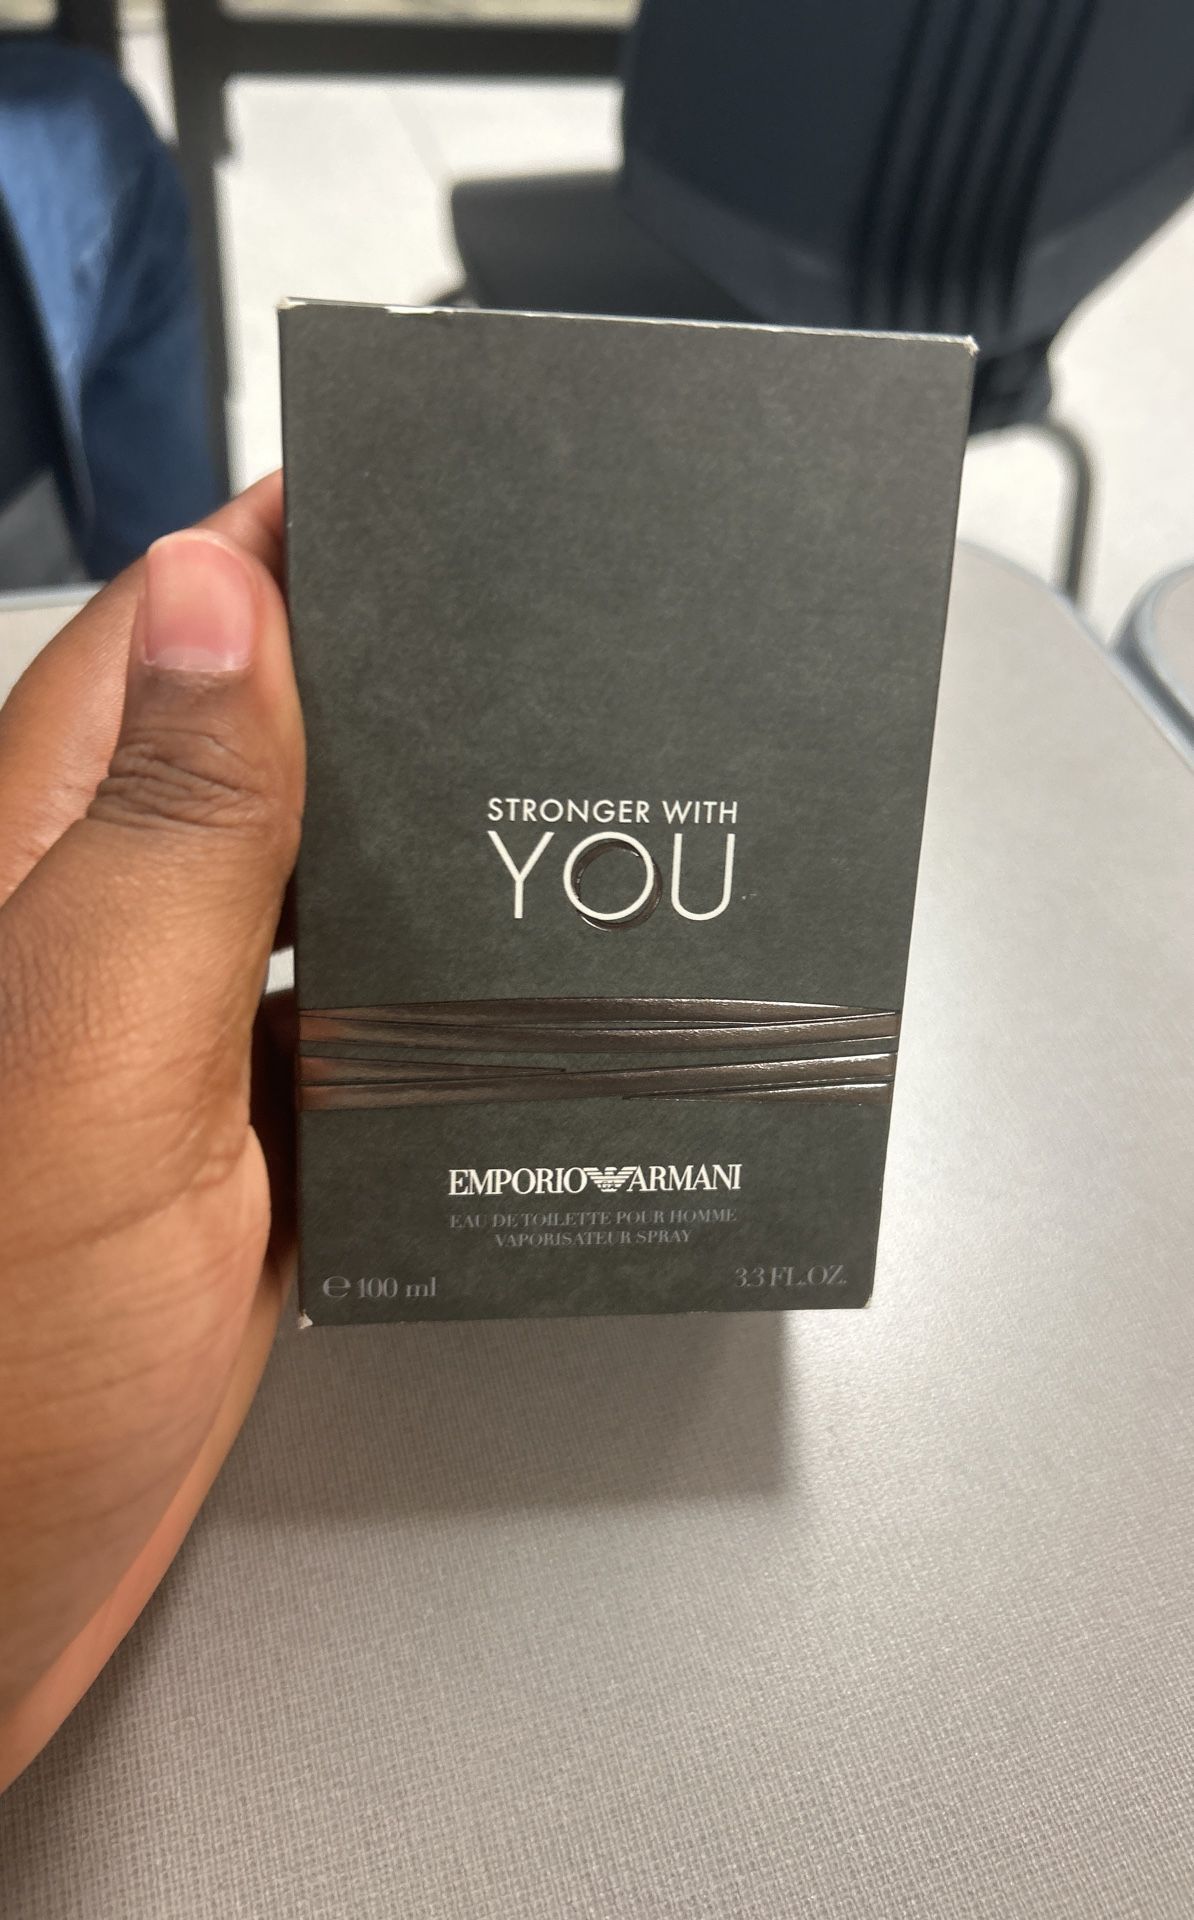 STRONGER WITH
YOU
EMPORIO ARMANI
EAU DE TOILETTE POUR HOMME
VAPORISATEUR SPRAY
℮ 100 ml 3.3 FL.OZ.